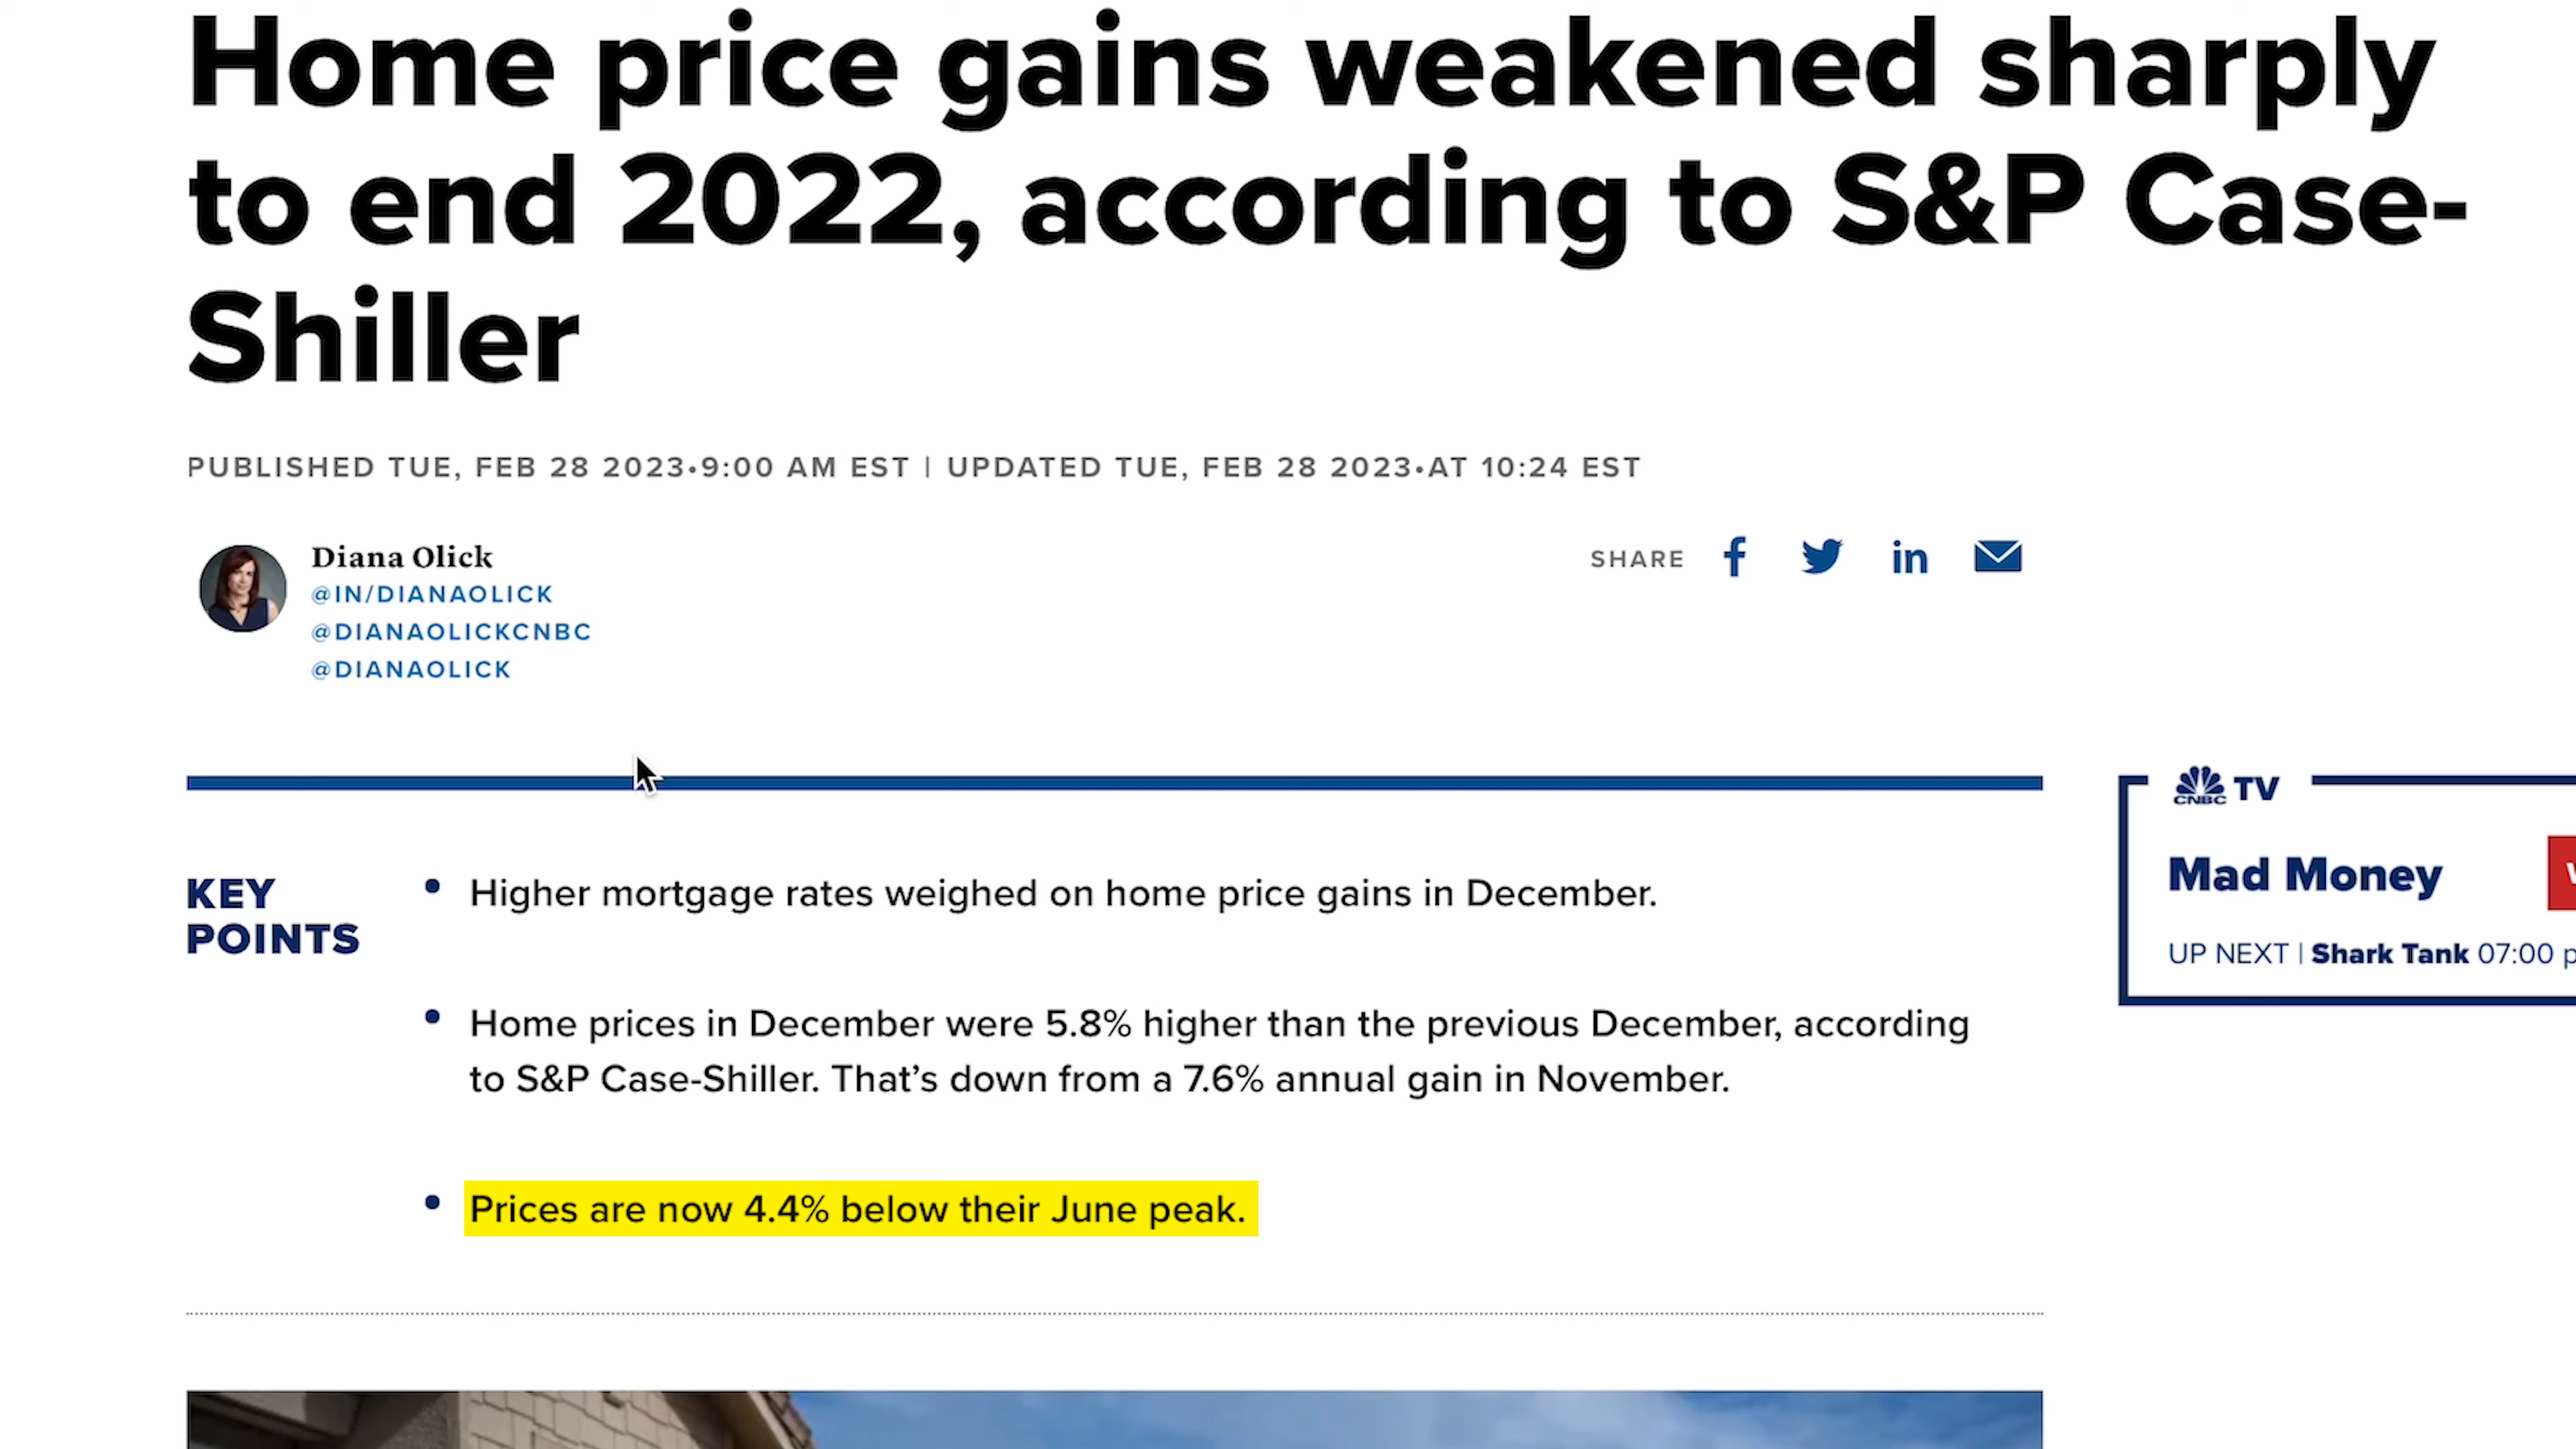 Home price gains weakened sharply
to end 2022, according to S&P Case-
Shiller
PUBLISHED TUE, FEB 28 2023•9:00 AM EST | UPDATED TUE, FEB 28 2023•AT 10:24 EST
Diana Olick
@IN/DIANAOLICK
@DIANAOLICKCNBC
@DIANAOLICK
SHARE
KEY
POINTS
• Higher mortgage rates weighed on home price gains in December.
• Home prices in December were 5.8% higher than the previous December, according
to S&P Case-Shiller. That’s down from a 7.6% annual gain in November.
• Prices are now 4.4% below their June peak.
CNBC TV
Mad Money
UP NEXT | Shark Tank 07:00